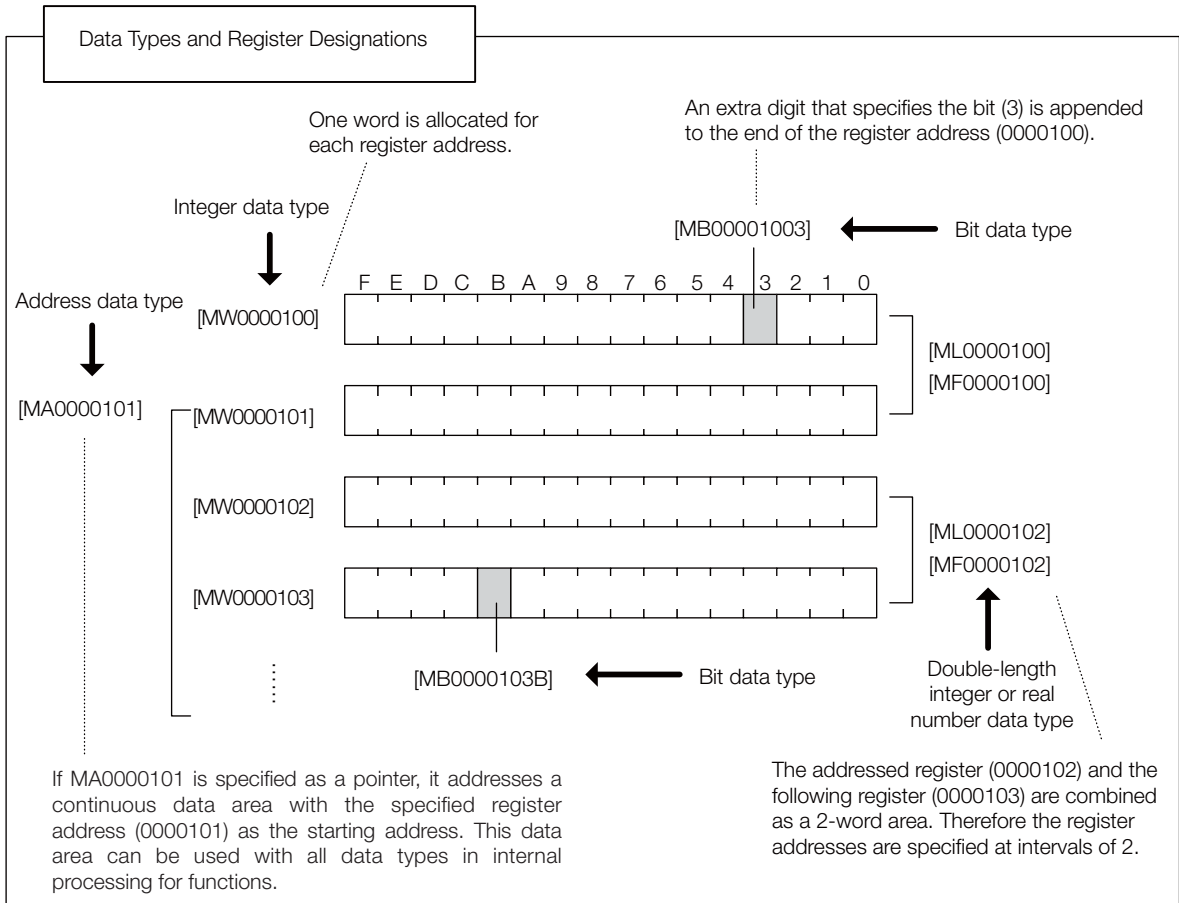 Data Types and Register Designations
One word is allocated for
each register address.
An extra digit that specifies the bit (3) is appended
to the end of the register address (0000100).
Integer data type
[MB00001003]
Bit data type
Address data type
F E D C B A 9 8 7 6 5 4 3 2 1 0
[MW0000100]
[ML0000100]
[MF0000100]
[MA0000101]
[MW0000101]
[MW0000102]
[ML0000102]
[MF0000102]
[MW0000103]
[MB0000103B]
Bit data type
Double-length
integer or real
number data type
If MA0000101 is specified as a pointer, it addresses a
continuous data area with the specified register
address (0000101) as the starting address. This data
area can be used with all data types in internal
processing for functions.
The addressed register (0000102) and the
following register (0000103) are combined
as a 2-word area. Therefore the register
addresses are specified at intervals of 2.